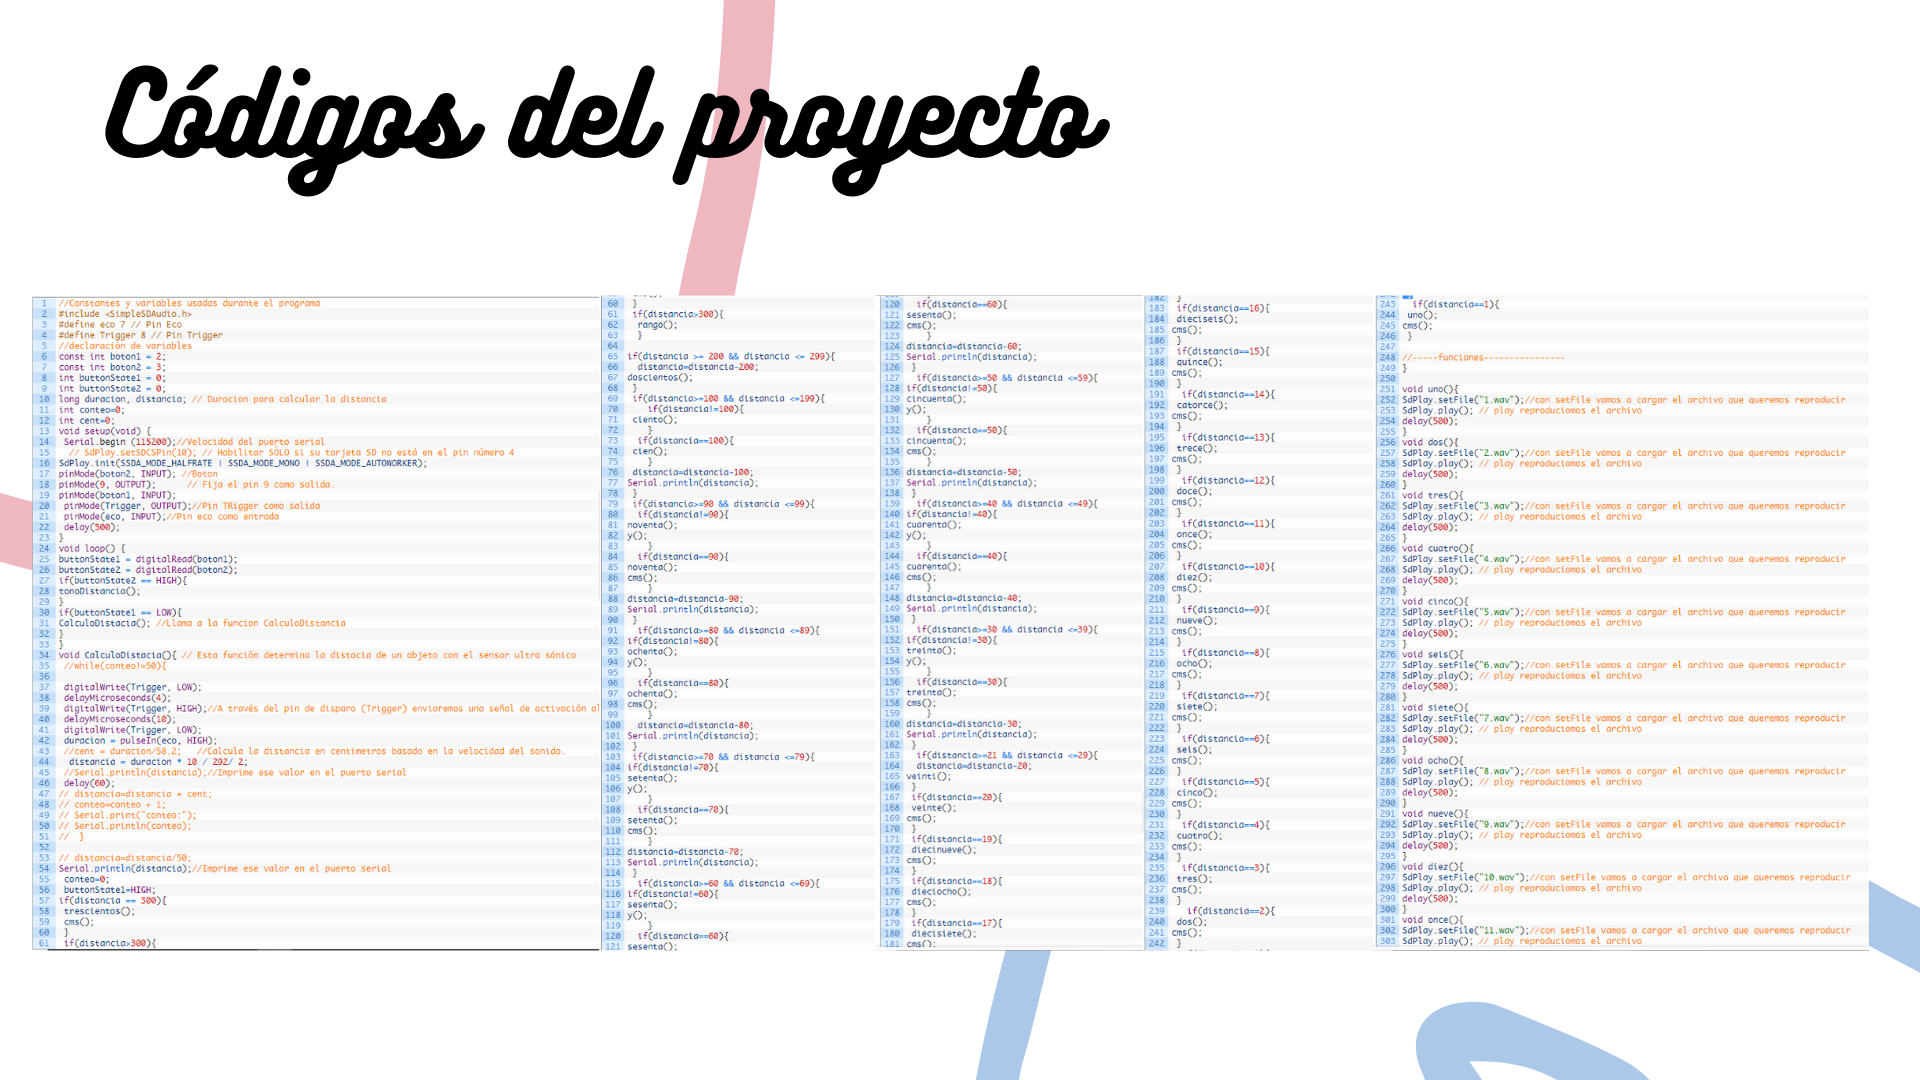 Códigos del proyecto
1 //Constantes y variables usadas durante el programa
2 #include <SimpleSDAudio.h>
3 #define eco 7 // Pin Eco
4 #define Trigger 8 // Pin Trigger
5 //declaración de variables
6 const int boton1 = 2;
7 const int boton2 = 3;
8 int buttonState1 = 0;
9 int buttonState2 = 0;
10 long duracion, distancia; // Duracion para calcular la distancia
11 int conteo=0;
12 int cent=0;
13 void setup(void) {
14 Serial.begin (115200);//Velocidad del puerto serial
15 // SdPlay.setSDCSPin(10); // Habilitar SOLO si su tarjeta SD no está en el pin número 4
16 SdPlay.init(SSDA_MODE_HALFRATE | SSDA_MODE_MONO | SSDA_MODE_AUTOWORKER);
17 pinMode(boton2, INPUT); //Boton
18 pinMode(9, OUTPUT); // Fija el pin 9 como salida.
19 pinMode(boton1, INPUT);
20 pinMode(Trigger, OUTPUT);//Pin TRigger como salida
21 pinMode(eco, INPUT);//Pin eco como entrada
22 delay(500);
23 }
24 void loop() {
25 buttonState1 = digitalRead(boton1);
26 buttonState2 = digitalRead(boton2);
27 if(buttonState2 == HIGH){
28 tonoDistancia();
29 }
30 if(buttonState1 == LOW){
31 CalculoDistacia(); //Llama a la funcion CalculoDistancia
32 }
33 }
34 void CalculoDistacia(){ // Esta función determina la distacia de un objeto con el sensor ultra sónico
35 //while(conteo!=50){
36
37 digitalWrite(Trigger, LOW);
38 delayMicroseconds(4);
39 digitalWrite(Trigger, HIGH);//A través del pin de disparo (Trigger) enviaremos una señal de activación al
40 delayMicroseconds(10);
41 digitalWrite(Trigger, LOW);
42 duracion = pulseIn(eco, HIGH);
43 //cent = duracion/58.2; //Calcula la distancia en centimetros basado en la velocidad del sonido.
44 distancia = duracion * 10 / 292/ 2;
45 //Serial.println(distancia);//Imprime ese valor en el puerto serial
46 delay(60);
47 // distancia=distancia + cent;
48 // conteo=conteo + 1;
49 // Serial.print("conteo:");
50 // Serial.println(conteo);
51 // }
52
53 // distancia=distancia/50;
54 Serial.println(distancia);//Imprime ese valor en el puerto serial
55 conteo=0;
56 buttonState1=HIGH;
57 if(distancia == 300){
58 trescientos();
59 cms();
60 }
61 if(distancia>300){
60 }
61 if(distancia>300){
62 rango();
63 }
64
65 if(distancia >= 200 && distancia <= 299){
66 distancia=distancia-200;
67 doscientos();
68 }
69 if(distancia>=100 && distancia <=199){
70 if(distancia!=100){
71 ciento();
72 }
73 if(distancia==100){
74 cien();
75 }
76 distancia=distancia-100;
77 Serial.println(distancia);
78 }
79 if(distancia>=90 && distancia <=99){
80 if(distancia!=90){
81 noventa();
82 y();
83 }
84 if(distancia==90){
85 noventa();
86 cms();
87 }
88 distancia=distancia-90;
89 Serial.println(distancia);
90 }
91 if(distancia>=80 && distancia <=89){
92 if(distancia!=80){
93 ochenta();
94 y();
95 }
96 if(distancia==80){
97 ochenta();
98 cms();
99 }
100 distancia=distancia-80;
101 Serial.println(distancia);
102 }
103 if(distancia>=70 && distancia <=79){
104 if(distancia!=70){
105 setenta();
106 y();
107 }
108 if(distancia==70){
109 setenta();
110 cms();
111 }
112 distancia=distancia-70;
113 Serial.println(distancia);
114 }
115 if(distancia>=60 && distancia <=69){
116 if(distancia!=60){
117 sesenta();
118 y();
119 }
120 if(distancia==60){
121 sesenta();
120 if(distancia==60){
121 sesenta();
122 cms();
123 }
124 distancia=distancia-60;
125 Serial.println(distancia);
126 }
127 if(distancia>=50 && distancia <=59){
128 if(distancia!=50){
129 cincuenta();
130 y();
131 }
132 if(distancia==50){
133 cincuenta();
134 cms();
135 }
136 distancia=distancia-50;
137 Serial.println(distancia);
138 }
139 if(distancia>=40 && distancia <=49){
140 if(distancia!=40){
141 cuarenta();
142 y();
143 }
144 if(distancia==40){
145 cuarenta();
146 cms();
147 }
148 distancia=distancia-40;
149 Serial.println(distancia);
150 }
151 if(distancia>=30 && distancia <=39){
152 if(distancia!=30){
153 treinta();
154 y();
155 }
156 if(distancia==30){
157 treinta();
158 cms();
159 }
160 distancia=distancia-30;
161 Serial.println(distancia);
162 }
163 if(distancia>=21 && distancia <=29){
164 distancia=distancia-20;
165 veinti();
166 }
167 if(distancia==20){
168 veinte();
169 cms();
170 }
171 if(distancia==19){
172 diecinueve();
173 cms();
174 }
175 if(distancia==18){
176 dieciocho();
177 cms();
178 }
179 if(distancia==17){
180 diecisiete();
181 cms();
182 }
183 if(distancia==16){
184 dieciseis();
185 cms();
186 }
187 if(distancia==15){
188 quince();
189 cms();
190 }
191 if(distancia==14){
192 catorce();
193 cms();
194 }
195 if(distancia==13){
196 trece();
197 cms();
198 }
199 if(distancia==12){
200 doce();
201 cms();
202 }
203 if(distancia==11){
204 once();
205 cms();
206 }
207 if(distancia==10){
208 diez();
209 cms();
210 }
211 if(distancia==9){
212 nueve();
213 cms();
214 }
215 if(distancia==8){
216 ocho();
217 cms();
218 }
219 if(distancia==7){
220 siete();
221 cms();
222 }
223 if(distancia==6){
224 seis();
225 cms();
226 }
227 if(distancia==5){
228 cinco();
229 cms();
230 }
231 if(distancia==4){
232 cuatro();
233 cms();
234 }
235 if(distancia==3){
236 tres();
237 cms();
238 }
239 if(distancia==2){
240 dos();
241 cms();
242 }
243 if(distancia==1){
244 uno();
245 cms();
246 }
247
248 //-----funciones---------------
249 }
250
251 void uno(){
252 SdPlay.setFile("1.wav");//con setFile vamos a cargar el archivo que queremos reproducir
253 SdPlay.play(); // play reproduciomos el archivo
254 delay(500);
255 }
256 void dos(){
257 SdPlay.setFile("2.wav");//con setFile vamos a cargar el archivo que queremos reproducir
258 SdPlay.play(); // play reproduciomos el archivo
259 delay(500);
260 }
261 void tres(){
262 SdPlay.setFile("3.wav");//con setFile vamos a cargar el archivo que queremos reproducir
263 SdPlay.play(); // play reproduciomos el archivo
264 delay(500);
265 }
266 void cuatro(){
267 SdPlay.setFile("4.wav");//con setFile vamos a cargar el archivo que queremos reproducir
268 SdPlay.play(); // play reproduciomos el archivo
269 delay(500);
270 }
271 void cinco(){
272 SdPlay.setFile("5.wav");//con setFile vamos a cargar el archivo que queremos reproducir
273 SdPlay.play(); // play reproduciomos el archivo
274 delay(500);
275 }
276 void seis(){
277 SdPlay.setFile("6.wav");//con setFile vamos a cargar el archivo que queremos reproducir
278 SdPlay.play(); // play reproduciomos el archivo
279 delay(500);
280 }
281 void siete(){
282 SdPlay.setFile("7.wav");//con setFile vamos a cargar el archivo que queremos reproducir
283 SdPlay.play(); // play reproduciomos el archivo
284 delay(500);
285 }
286 void ocho(){
287 SdPlay.setFile("8.wav");//con setFile vamos a cargar el archivo que queremos reproducir
288 SdPlay.play(); // play reproduciomos el archivo
289 delay(500);
290 }
291 void nueve(){
292 SdPlay.setFile("9.wav");//con setFile vamos a cargar el archivo que queremos reproducir
293 SdPlay.play(); // play reproduciomos el archivo
294 delay(500);
295 }
296 void diez(){
297 SdPlay.setFile("10.wav");//con setFile vamos a cargar el archivo que queremos reproducir
298 SdPlay.play(); // play reproduciomos el archivo
299 delay(500);
300 }
301 void once(){
302 SdPlay.setFile("11.wav");//con setFile vamos a cargar el archivo que queremos reproducir
303 SdPlay.play(); // play reproduciomos el archivo